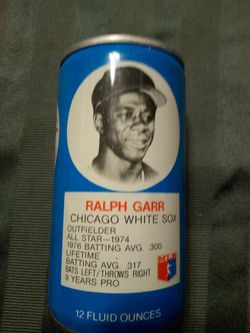 RALPH GARR
CHICAGO WHITE SOX
OUTFIELDER
ALL STAR—1974
1976 BATTING AVG. .300
LIFETIME
BATTING AVG. .317
BATS LEFT/THROWS RIGHT
9 YEARS PRO
12 FLUID OUNCES